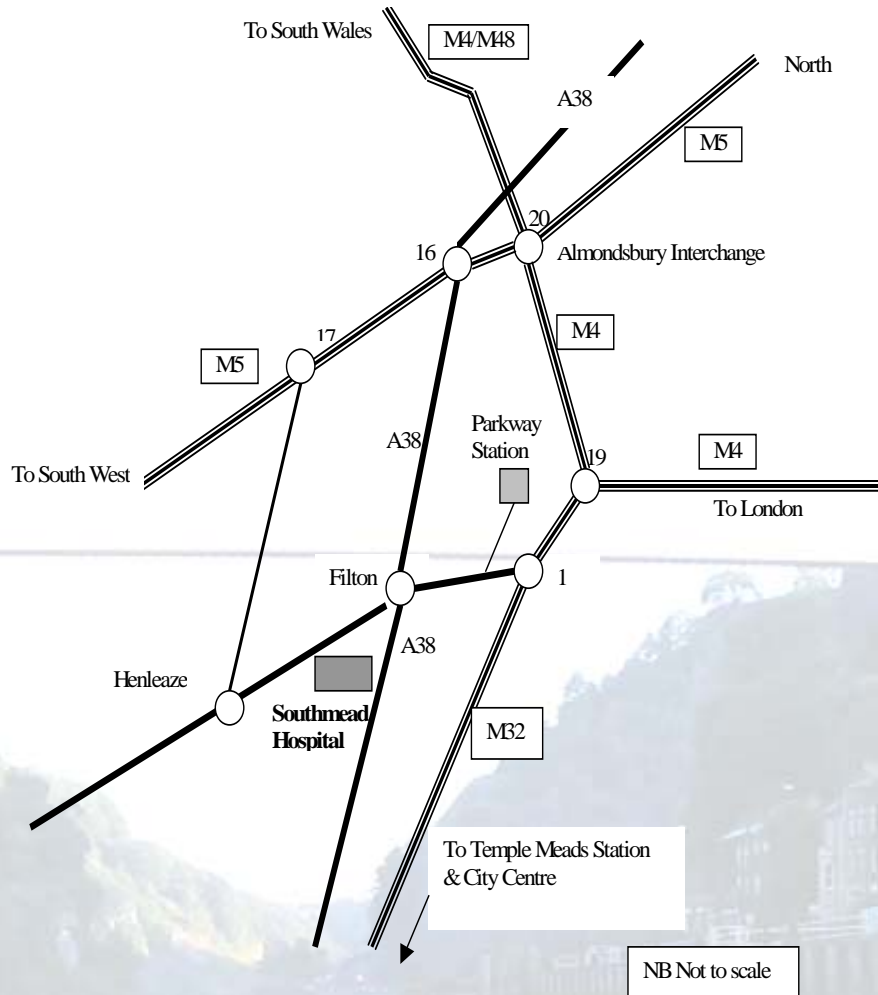 To South Wales
M4/M48
North
A38
M5
20
16
Almondsbury Interchange
17
M4
M5
Parkway
Station
A38
19
M4
To South West
To London
Filton
1
A38
Henleaze
Southmead
Hospital
M32
To Temple Meads Station
& City Centre
NB Not to scale